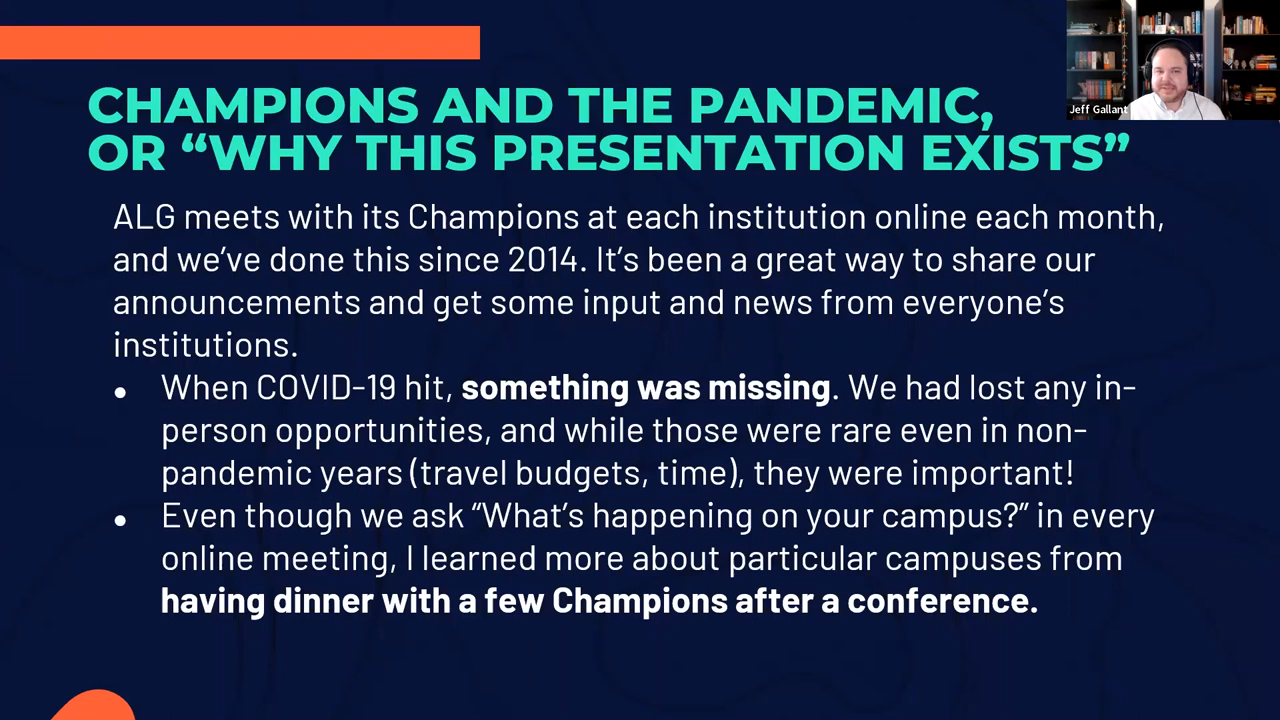 CHAMPIONS AND THE PANDEMIC,
OR “WHY THIS PRESENTATION EXISTS”
Jeff Gallant
ALG meets with its Champions at each institution online each month,
and we’ve done this since 2014. It’s been a great way to share our
announcements and get some input and news from everyone’s
institutions.
● When COVID-19 hit, something was missing. We had lost any in-
person opportunities, and while those were rare even in non-
pandemic years (travel budgets, time), they were important!
● Even though we ask “What’s happening on your campus?” in every
online meeting, I learned more about particular campuses from
having dinner with a few Champions after a conference.